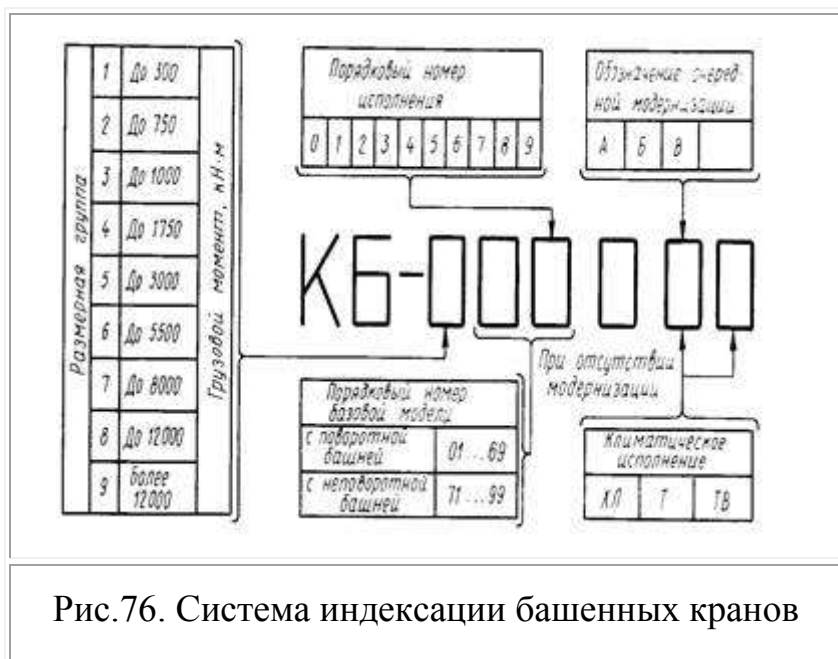 Размерная группа
1 До 300
2 До 750
3 До 1000
4 До 1750
5 До 3000
6 До 5500
7 До 8000
8 До 12000
9 Более
12000
Грузовой момент, кН·м
Порядковый номер
исполнения
0 1 2 3 4 5 6 7 8 9
Обозначение очеред-
ной модернизации
А Б В
КБ-
При отсутствии
модернизации
Порядковый номер
базовой модели
с поворотной
башней
01...69
с неповоротной
башней
71...99
Климатическое
исполнение
ХЛ Т ТВ
Рис.76. Система индексации башенных кранов